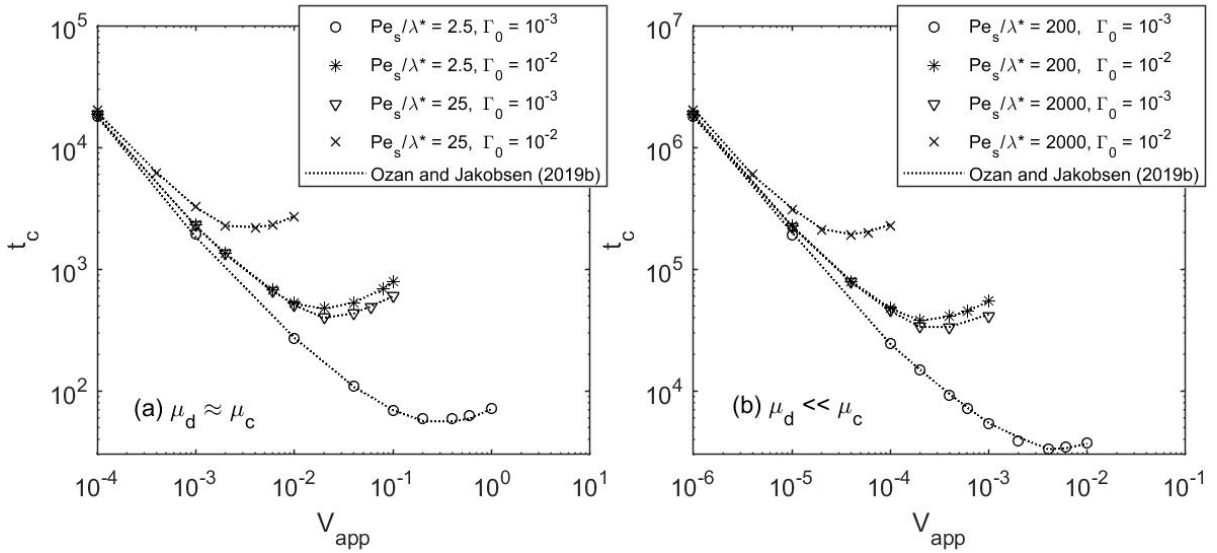 10^5
10^4
10^3
10^2
t_c
10^-4
10^-3
10^-2
10^-1
10^0
10^1
V_app
Pe_s/λ* = 2.5, Γ_0 = 10^-3
Pe_s/λ* = 2.5, Γ_0 = 10^-2
Pe_s/λ* = 25, Γ_0 = 10^-3
Pe_s/λ* = 25, Γ_0 = 10^-2
Ozan and Jakobsen (2019b)
(a) μ_d ≈ μ_c
10^7
10^6
10^5
10^4
t_c
10^-6
10^-5
10^-4
10^-3
10^-2
10^-1
V_app
Pe_s/λ* = 200, Γ_0 = 10^-3
Pe_s/λ* = 200, Γ_0 = 10^-2
Pe_s/λ* = 2000, Γ_0 = 10^-3
Pe_s/λ* = 2000, Γ_0 = 10^-2
Ozan and Jakobsen (2019b)
(b) μ_d << μ_c